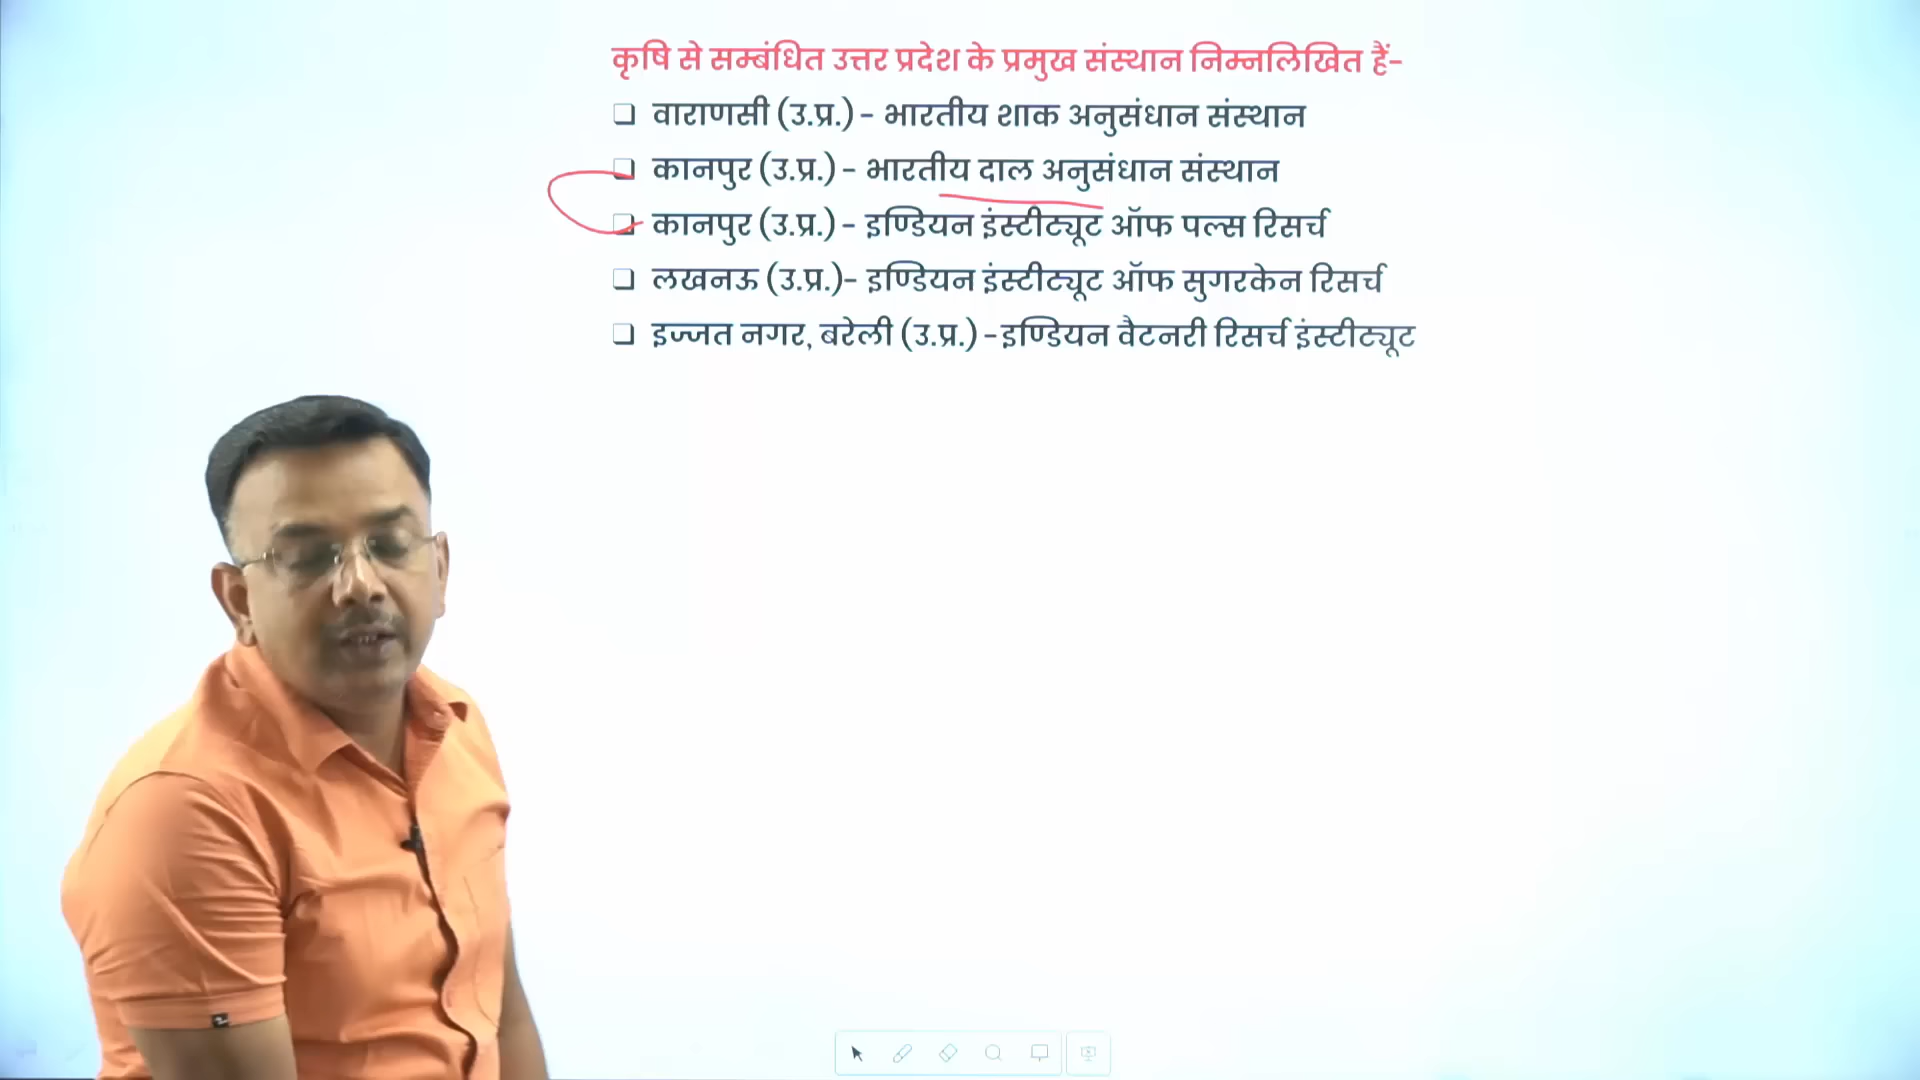 कृषि से सम्बंधित उत्तर प्रदेश के प्रमुख संस्थान निम्नलिखित हैं-
❑ वाराणसी (उ.प्र.) - भारतीय शाक अनुसंधान संस्थान
❑ कानपुर (उ.प्र.) - भारतीय दाल अनुसंधान संस्थान
❑ कानपुर (उ.प्र.) - इण्डियन इंस्टीट्यूट ऑफ पल्स रिसर्च
❑ लखनऊ (उ.प्र.)- इण्डियन इंस्टीट्यूट ऑफ सुगरकेन रिसर्च
❑ इज्जत नगर, बरेली (उ.प्र.) -इण्डियन वैटनरी रिसर्च इंस्टीट्यूट